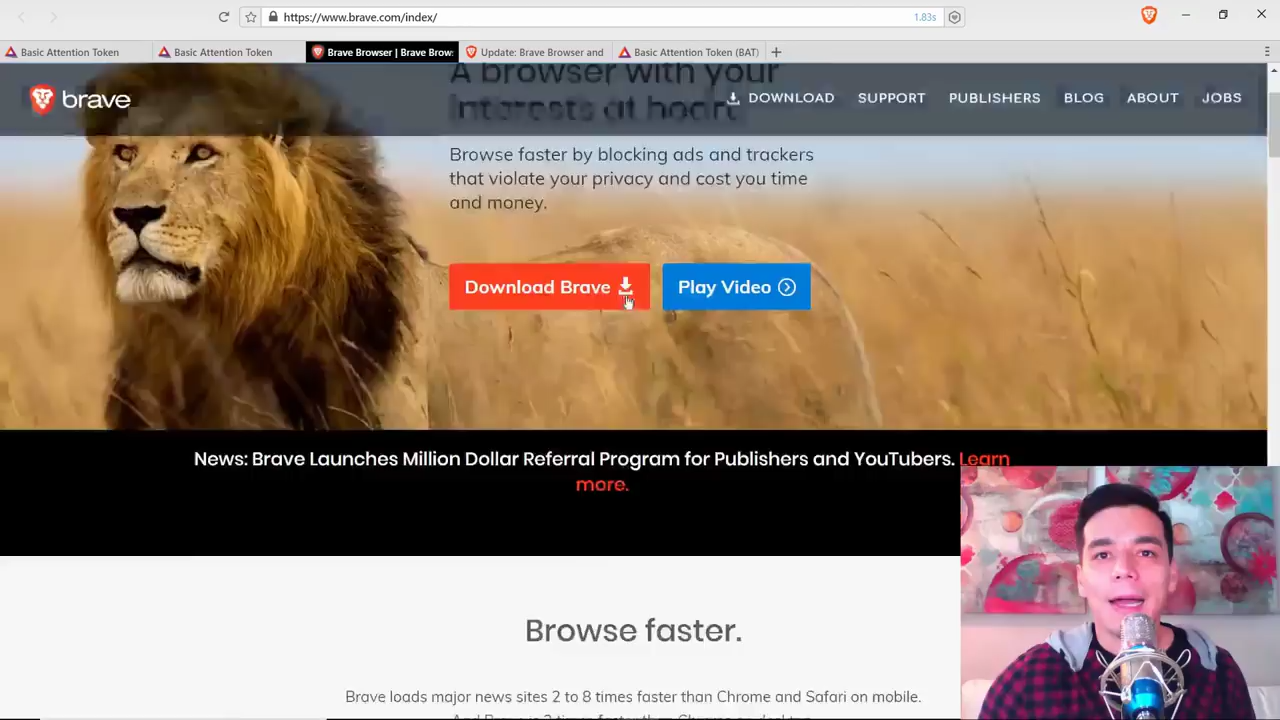 https://www.brave.com/index/
1.83s
Basic Attention Token
Basic Attention Token
Brave Browser | Brave Brow
Update: Brave Browser and
Basic Attention Token (BAT)
brave
DOWNLOAD
SUPPORT
PUBLISHERS
BLOG
ABOUT
JOBS
A browser with your
interests at heart.
Browse faster by blocking ads and trackers
that violate your privacy and cost you time
and money.
Download Brave
Play Video
News: Brave Launches Million Dollar Referral Program for Publishers and YouTubers. Learn
more.
Browse faster.
Brave loads major news sites 2 to 8 times faster than Chrome and Safari on mobile.